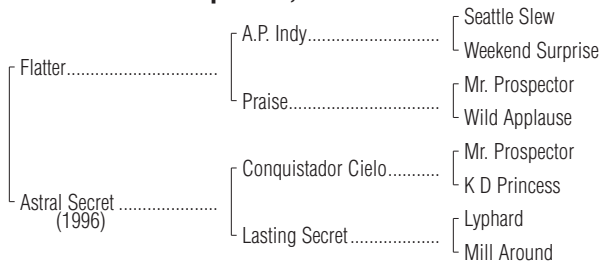 Seattle Slew
A.P. Indy..............................
Weekend Surprise
Flatter..................................
Mr. Prospector
Praise..................................
Wild Applause
Mr. Prospector
Conquistador Cielo............
K D Princess
Astral Secret ......................
(1996)
Lyphard
Lasting Secret....................
Mill Around